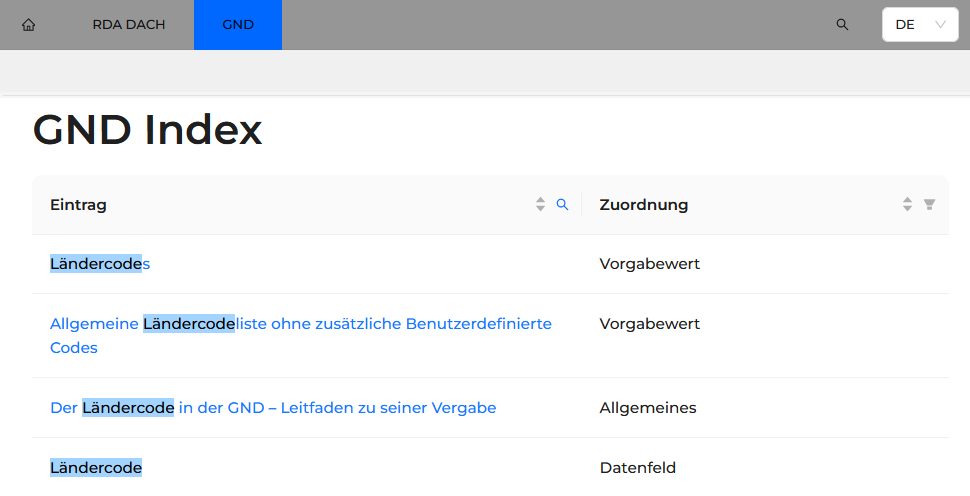 RDA DACH
GND
DE
GND Index
Eintrag
Zuordnung
Ländercodes
Vorgabewert
Allgemeine Ländercodeliste ohne zusätzliche Benutzerdefinierte
Codes
Vorgabewert
Der Ländercode in der GND – Leitfaden zu seiner Vergabe
Allgemeines
Ländercode
Datenfeld